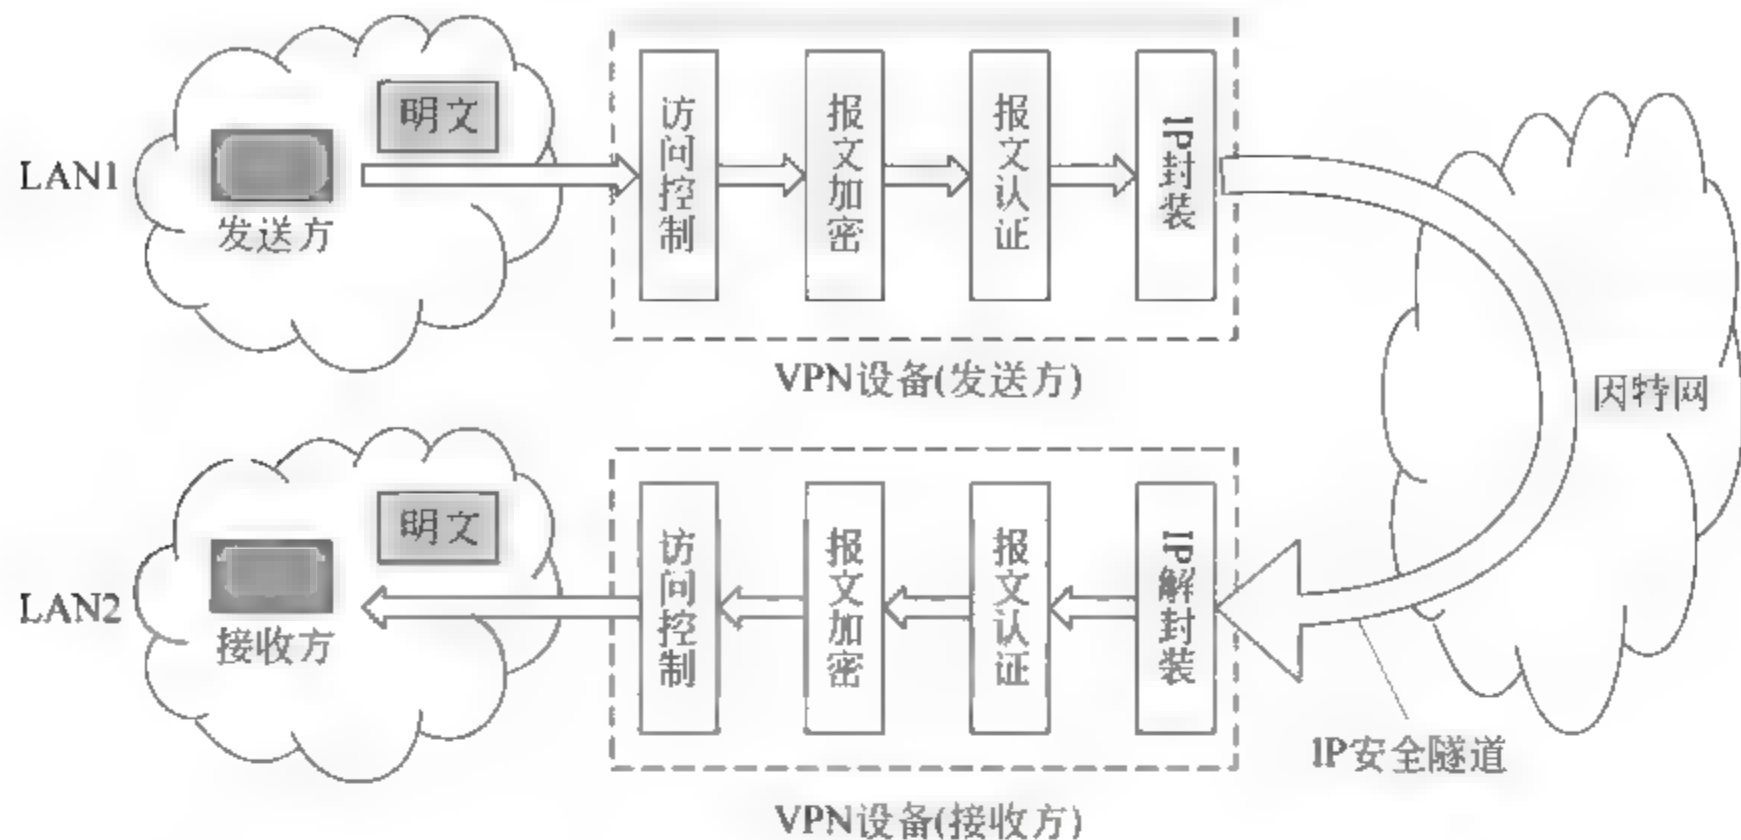 明文
LAN1
发送方
访问控制
报文加密
报文认证
IP封装
VPN设备(发送方)
因特网
明文
LAN2
接收方
访问控制
报文加密
报文认证
IP解封装
IP安全隧道
VPN设备(接收方)